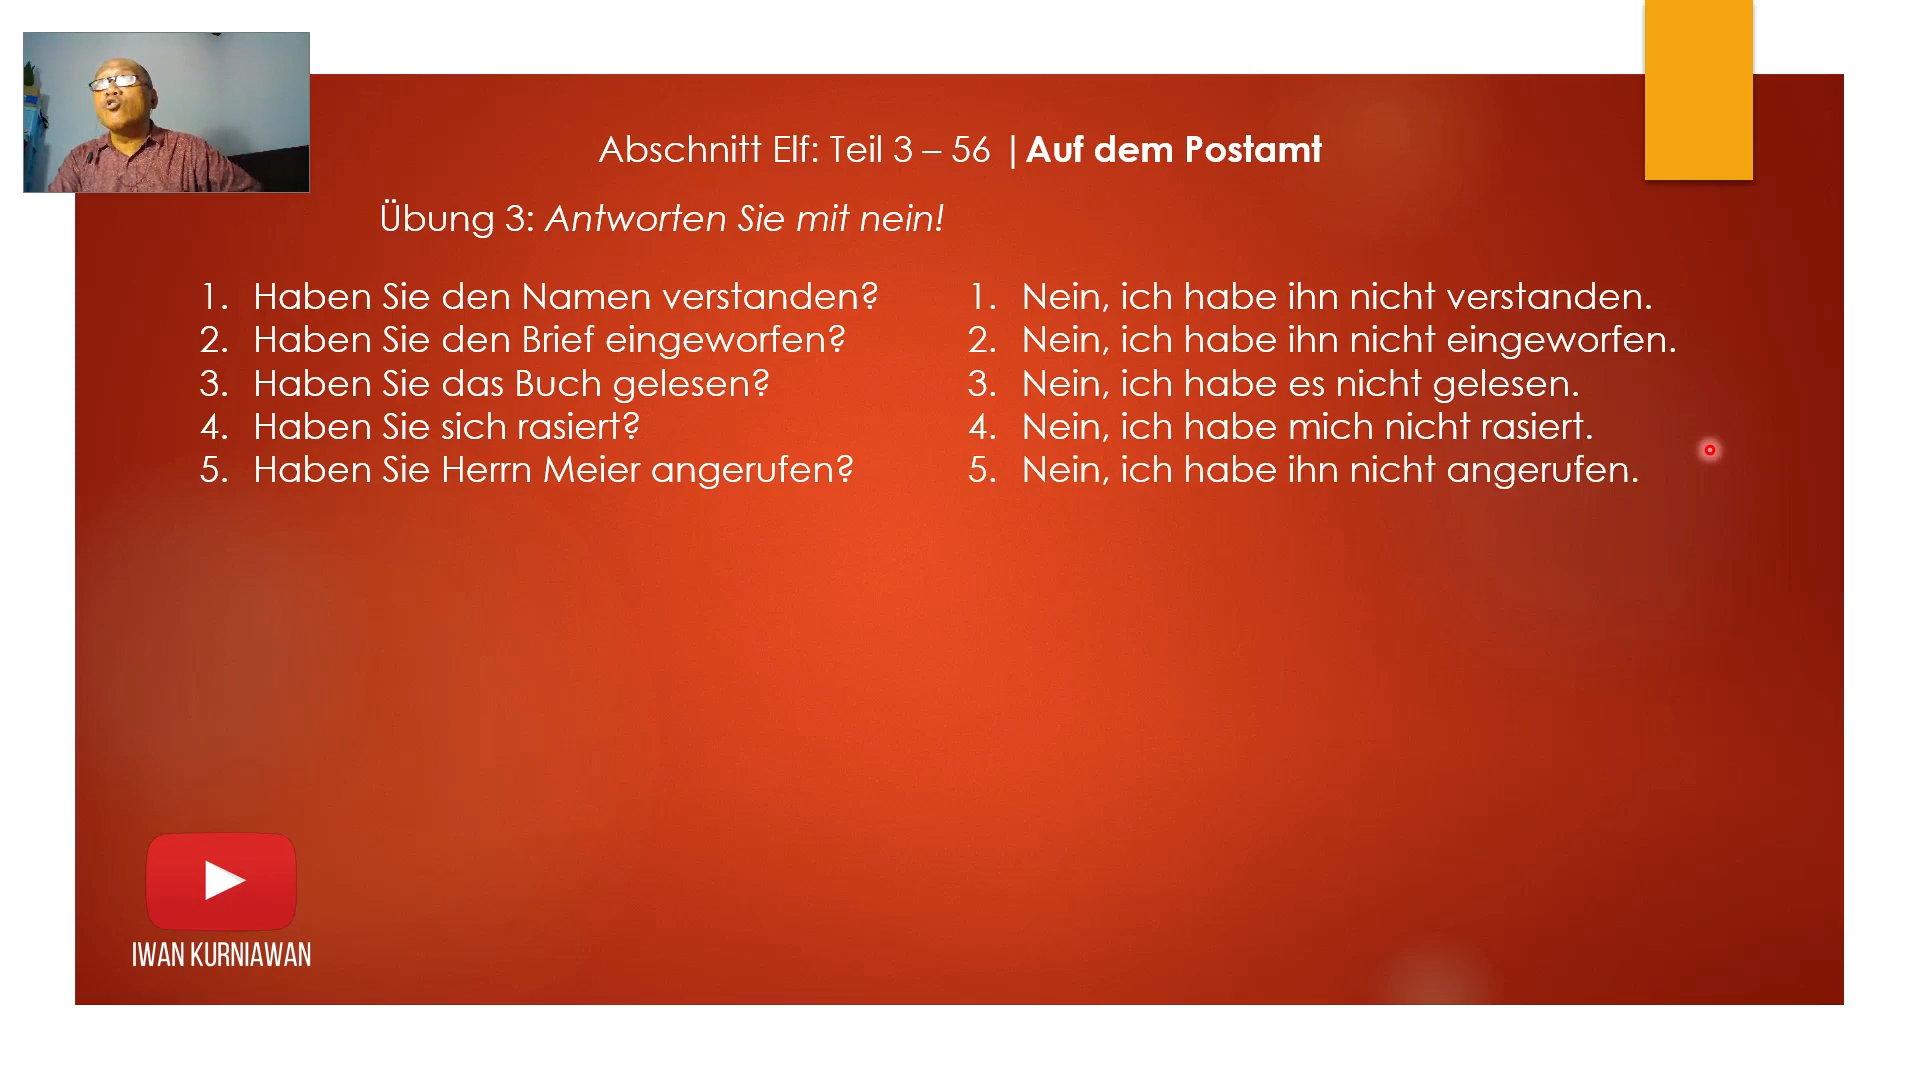 Abschnitt Elf: Teil 3 – 56 |Auf dem Postamt
Übung 3: Antworten Sie mit nein!
1. Haben Sie den Namen verstanden?
2. Haben Sie den Brief eingeworfen?
3. Haben Sie das Buch gelesen?
4. Haben Sie sich rasiert?
5. Haben Sie Herrn Meier angerufen?
1. Nein, ich habe ihn nicht verstanden.
2. Nein, ich habe ihn nicht eingeworfen.
3. Nein, ich habe es nicht gelesen.
4. Nein, ich habe mich nicht rasiert.
5. Nein, ich habe ihn nicht angerufen.
IWAN KURNIAWAN